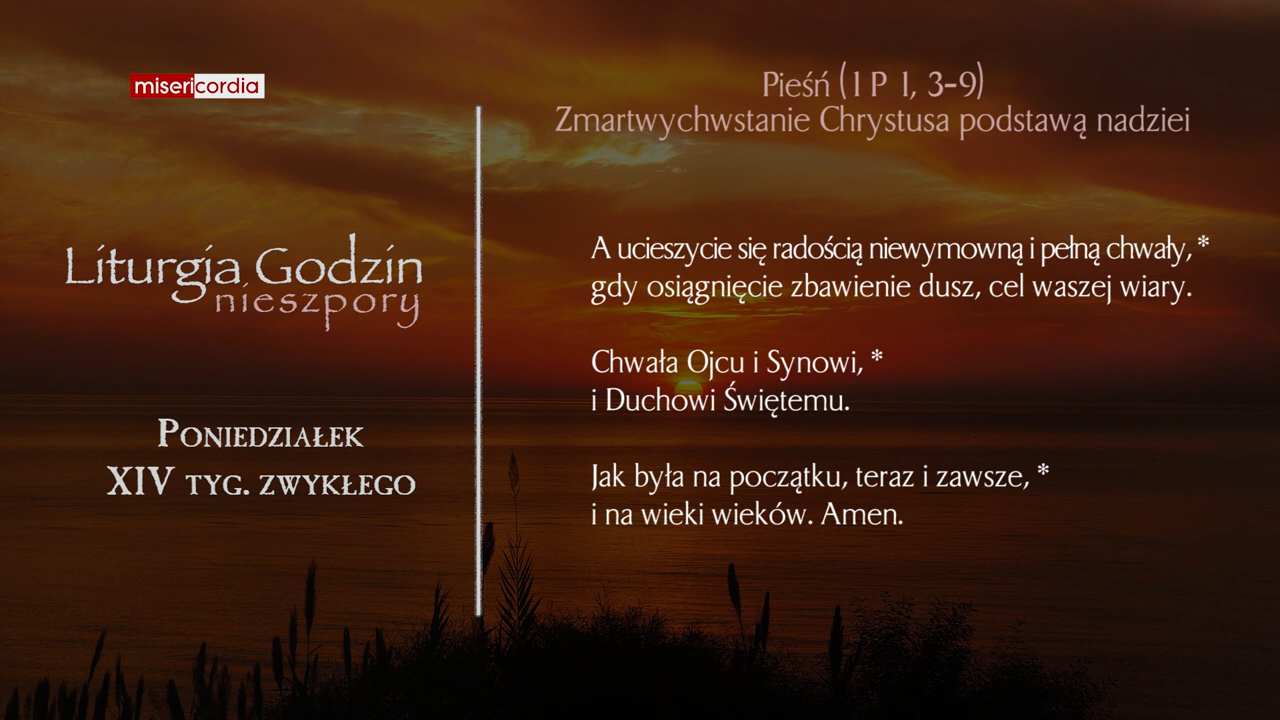 misericordia
Liturgia Godzin
nieszpory
Poniedziałek
XIV tyg. zwykłego
Pieśń (1 P 1, 3-9)
Zmartwychwstanie Chrystusa podstawą nadziei
A ucieszycie się radością niewymowną i pełną chwały, *
gdy osiągnięcie zbawienie dusz, cel waszej wiary.
Chwała Ojcu i Synowi, *
i Duchowi Świętemu.
Jak była na początku, teraz i zawsze, *
i na wieki wieków. Amen.